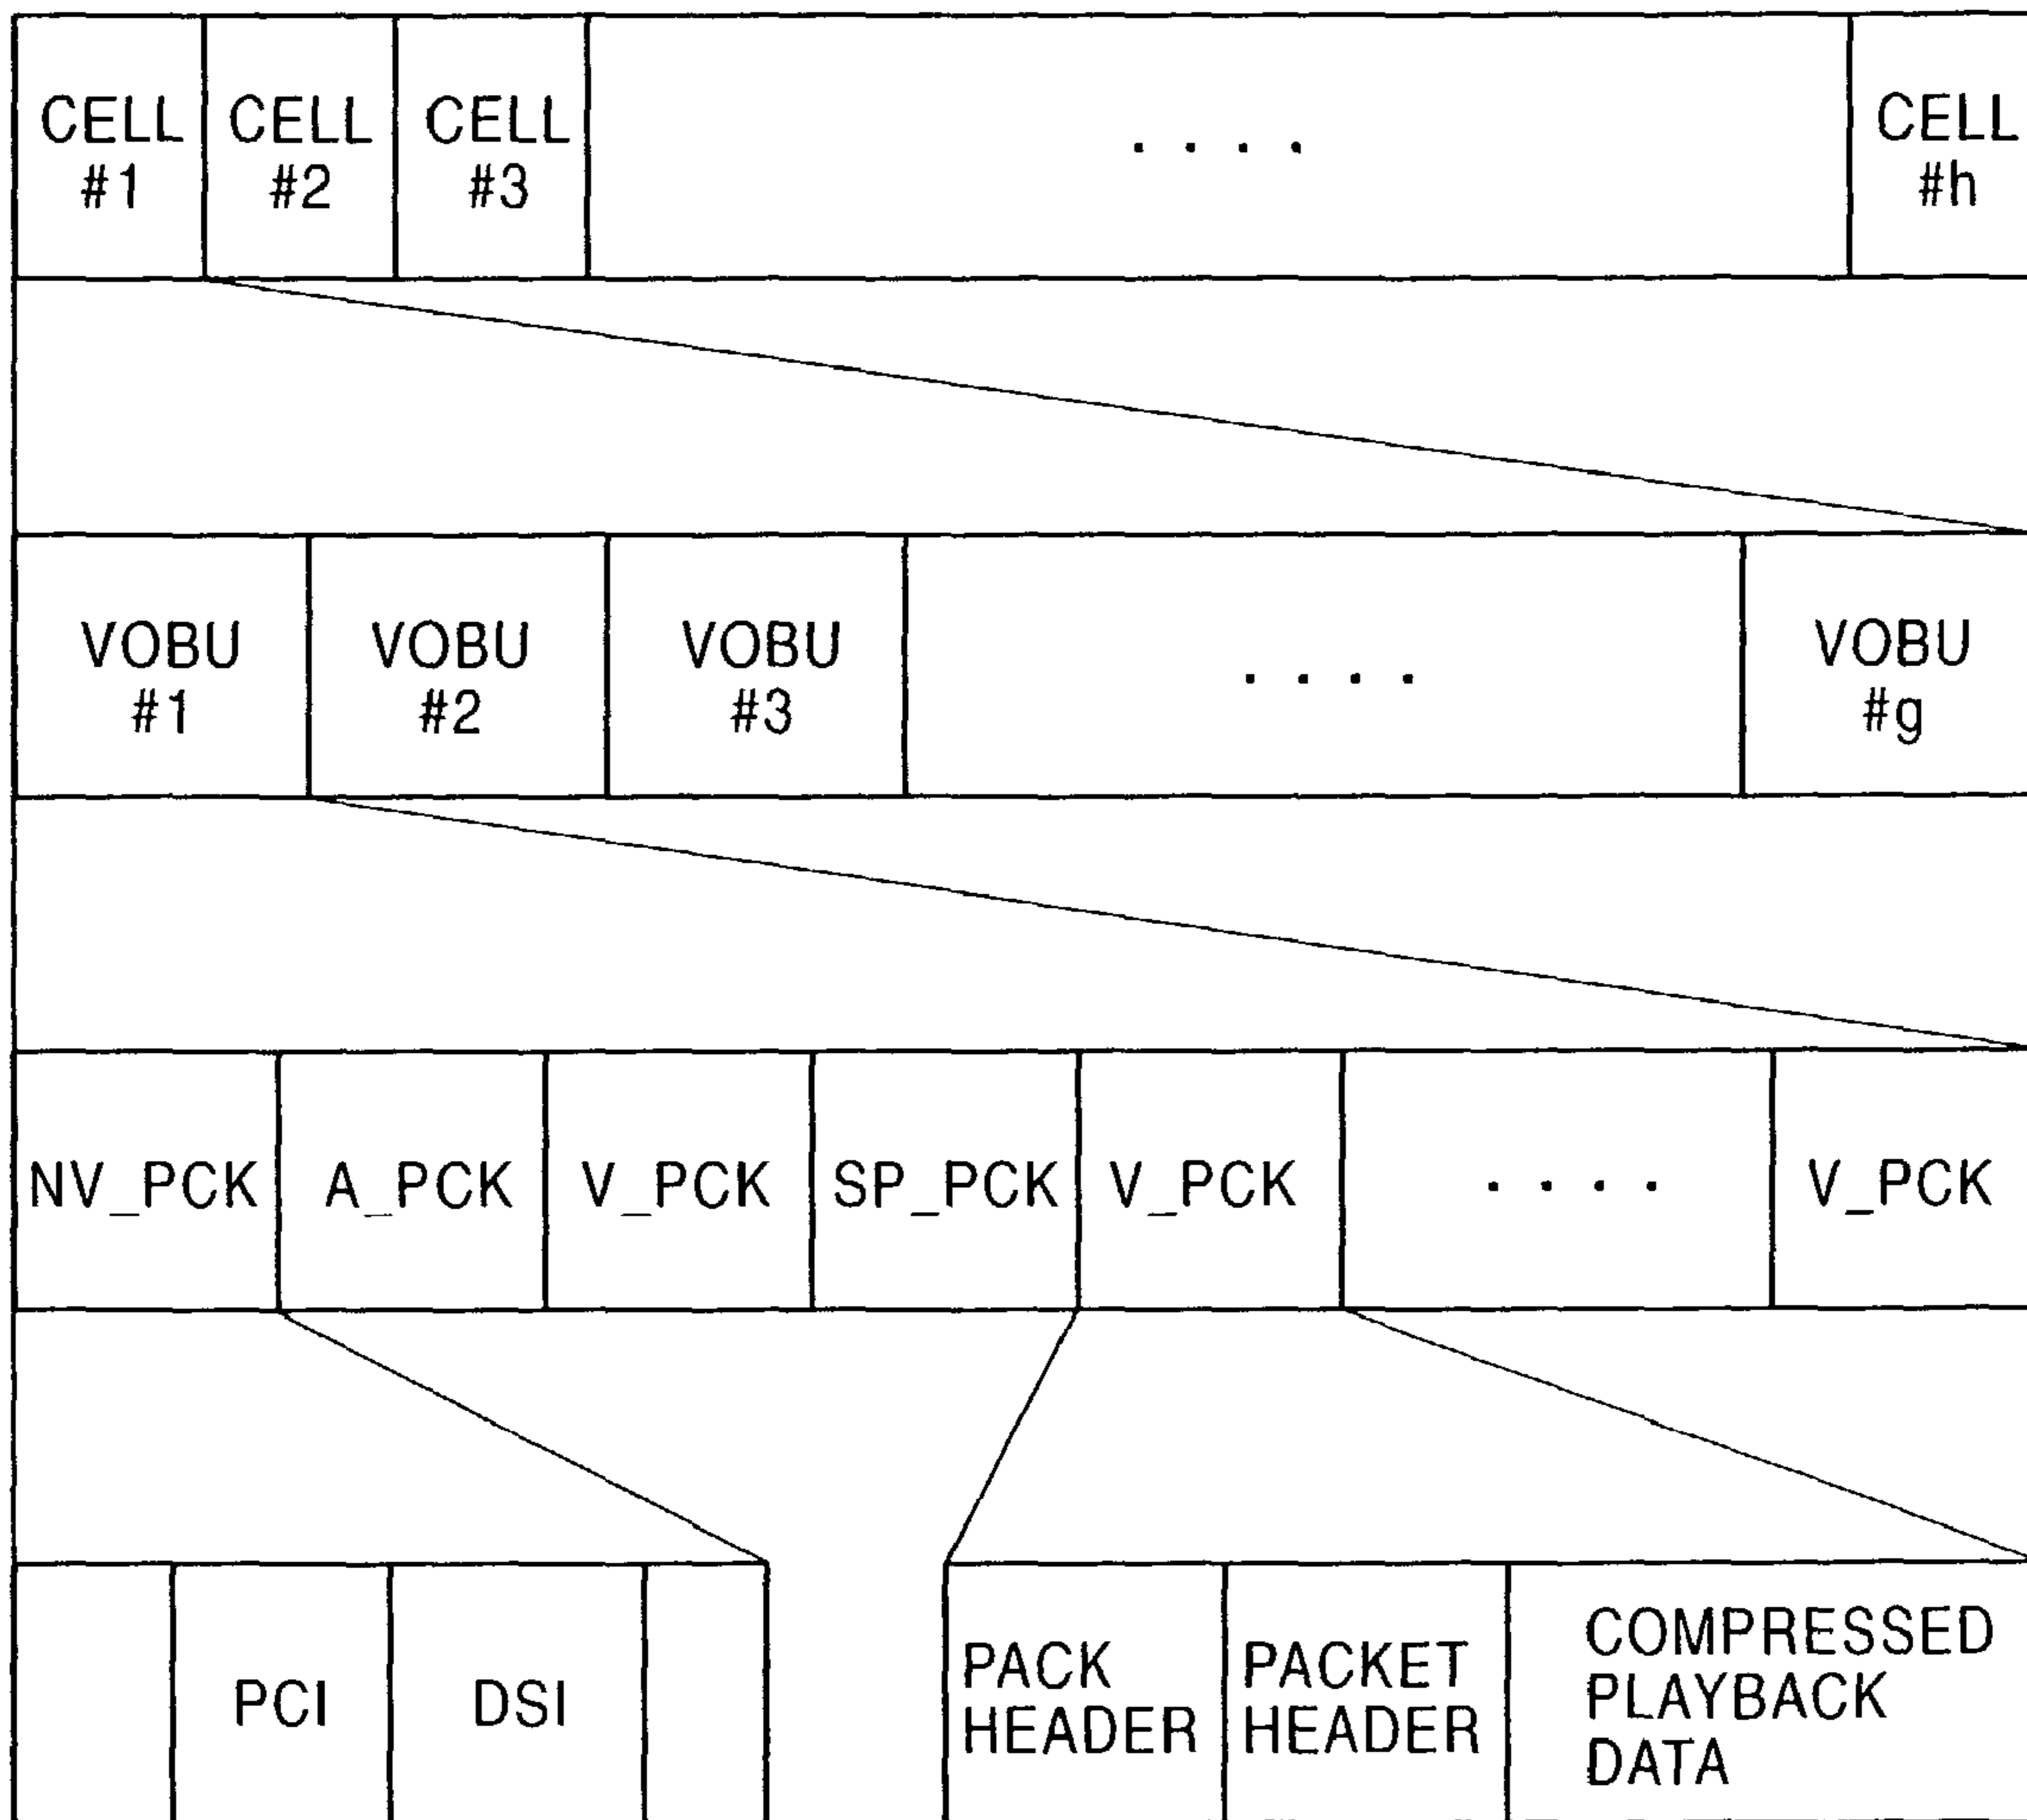 CELL #1
CELL #2
CELL #3
. . . .
CELL #h
VOBU #1
VOBU #2
VOBU #3
. . . .
VOBU #g
NV_PCK
A_PCK
V_PCK
SP_PCK
V_PCK
. . . .
V_PCK
PCI
DSI
PACK
HEADER
PACKET
HEADER
COMPRESSED
PLAYBACK
DATA